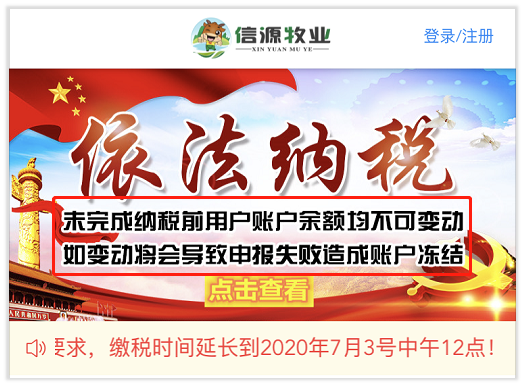 信源牧业
XIN YUAN MU YE
登录/注册
依法纳税
未完成纳税前用户账户余额均不可变动
如变动将会导致申报失败造成账户冻结
点击查看
要求，缴税时间延长到2020年7月3号中午12点！